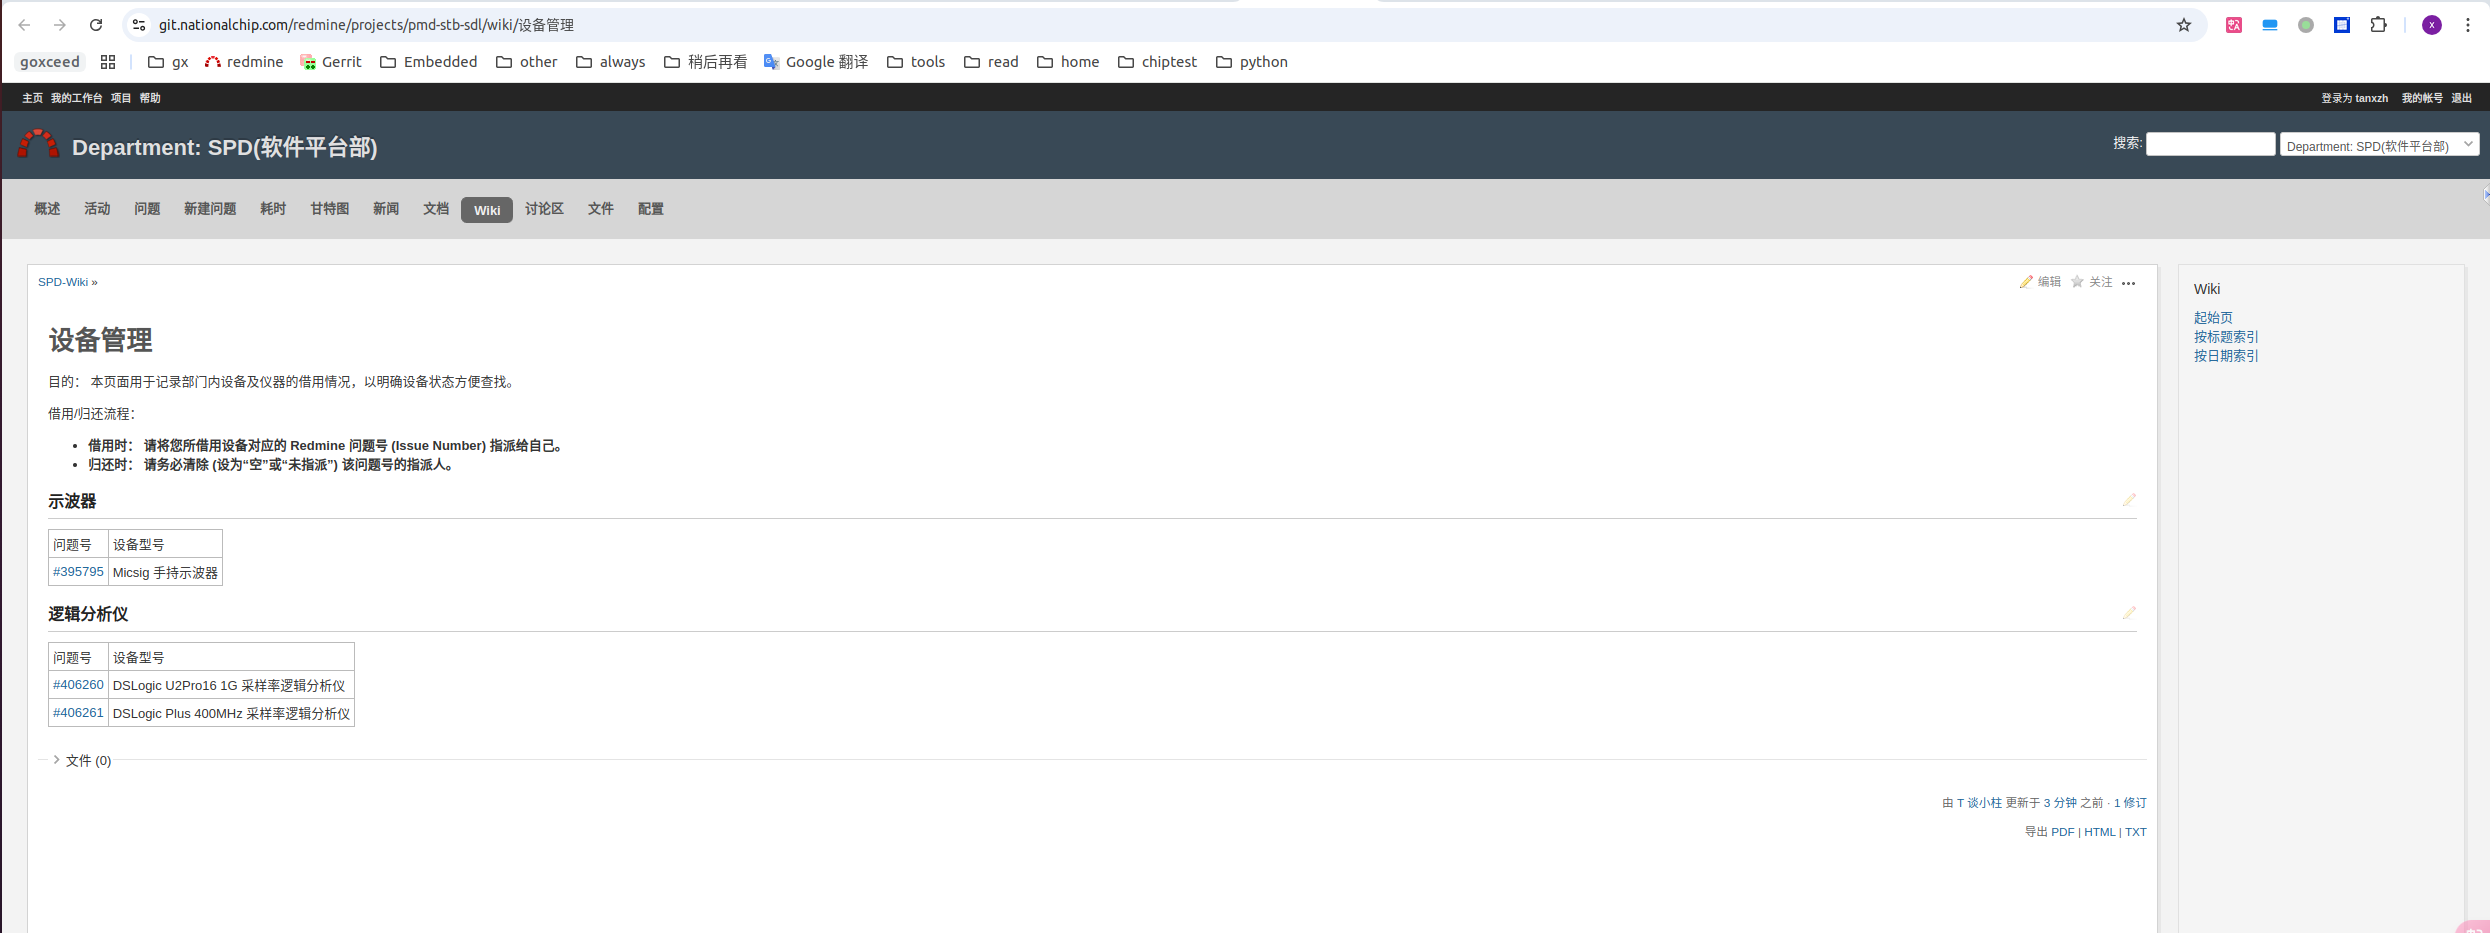 git.nationalchip.com/redmine/projects/pmd-stb-sdl/wiki/设备管理
goxceed gx redmine Gerrit Embedded other always 稍后再看 Google 翻译 tools read home chiptest python
主页 我的工作台 项目 帮助 登录为 tanxzh 我的帐号 退出
Department: SPD(软件平台部) 搜索: Department: SPD(软件平台部)
概述 活动 问题 新建问题 耗时 甘特图 新闻 文档 Wiki 讨论区 文件 配置
SPD-Wiki » 编辑 关注
设备管理
目的： 本页面用于记录部门内设备及仪器的借用情况，以明确设备状态方便查找。
借用/归还流程：
• 借用时： 请将您所借用设备对应的 Redmine 问题号 (Issue Number) 指派给自己。
• 归还时： 请务必清除 (设为“空”或“未指派”) 该问题号的指派人。
示波器
问题号 设备型号
#395795 Micsig 手持示波器
逻辑分析仪
问题号 设备型号
#406260 DSLogic U2Pro16 1G 采样率逻辑分析仪
#406261 DSLogic Plus 400MHz 采样率逻辑分析仪
文件 (0)
由 T 谈小柱 更新于 3 分钟 之前 · 1 修订
导出 PDF | HTML | TXT
Wiki
起始页
按标题索引
按日期索引